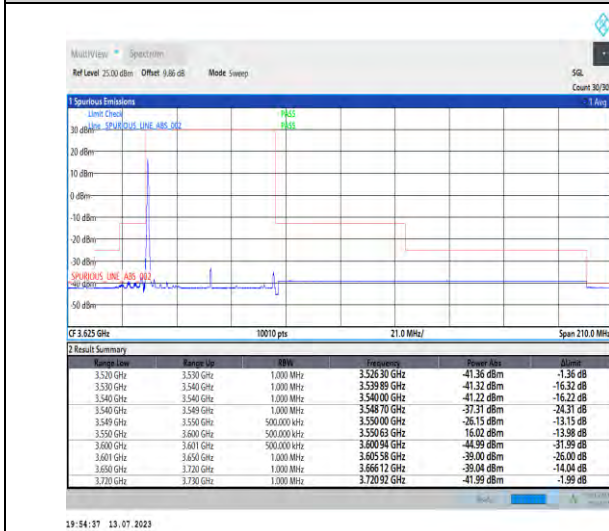 MultiView Spectrum
Ref Level 25.00 dBm Offset 9.86 dB Mode Sweep SGL
Count 30/30
1 Spurious Emissions 1 Avg
Limit Check PASS
Line SPURIOUS_LINE_ABS_002 PASS
30 dBm
20 dBm
10 dBm
0 dBm
-10 dBm
-20 dBm
-30 dBm
SPURIOUS_LINE_ABS_002
-40 dBm
-50 dBm
CF 3.625 GHz 10010 pts 21.0 MHz/ Span 210.0 MHz
2 Result Summary
Range Low Range Up RBW Frequency Power Abs ΔLimit
3.520 GHz 3.530 GHz 1.000 MHz 3.526 30 GHz -41.36 dBm -1.36 dB
3.530 GHz 3.540 GHz 1.000 MHz 3.539 89 GHz -41.32 dBm -16.32 dB
3.540 GHz 3.540 GHz 1.000 MHz 3.540 00 GHz -41.22 dBm -16.22 dB
3.540 GHz 3.549 GHz 1.000 MHz 3.548 70 GHz -37.31 dBm -24.31 dB
3.549 GHz 3.550 GHz 500.000 kHz 3.550 00 GHz -26.15 dBm -13.15 dB
3.550 GHz 3.600 GHz 500.000 kHz 3.550 63 GHz 16.02 dBm -13.98 dB
3.600 GHz 3.601 GHz 500.000 kHz 3.600 94 GHz -44.99 dBm -31.99 dB
3.601 GHz 3.650 GHz 1.000 MHz 3.605 58 GHz -39.00 dBm -26.00 dB
3.650 GHz 3.720 GHz 1.000 MHz 3.666 12 GHz -39.04 dBm -14.04 dB
3.720 GHz 3.730 GHz 1.000 MHz 3.720 92 GHz -41.99 dBm -1.99 dB
19:54:37 13.07.2023